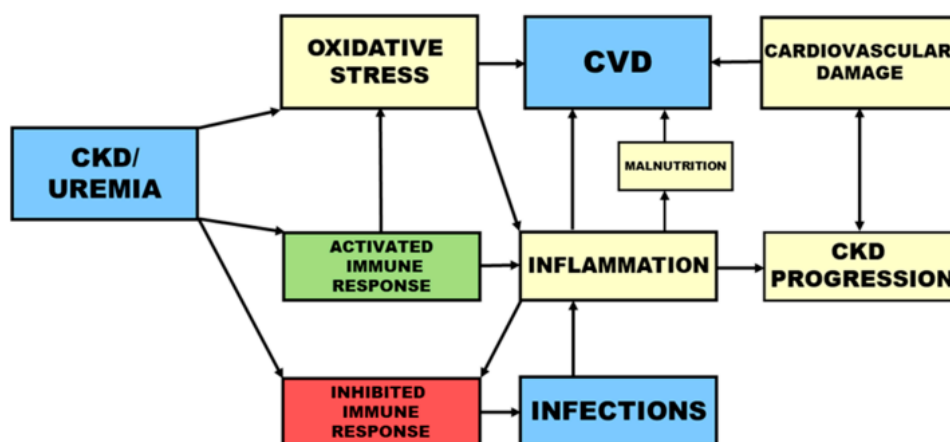 OXIDATIVE
STRESS
CVD
CARDIOVASCULAR
DAMAGE
CKD/
UREMIA
MALNUTRITION
ACTIVATED
IMMUNE
RESPONSE
INFLAMMATION
CKD
PROGRESSION
INHIBITED
IMMUNE
RESPONSE
INFECTIONS